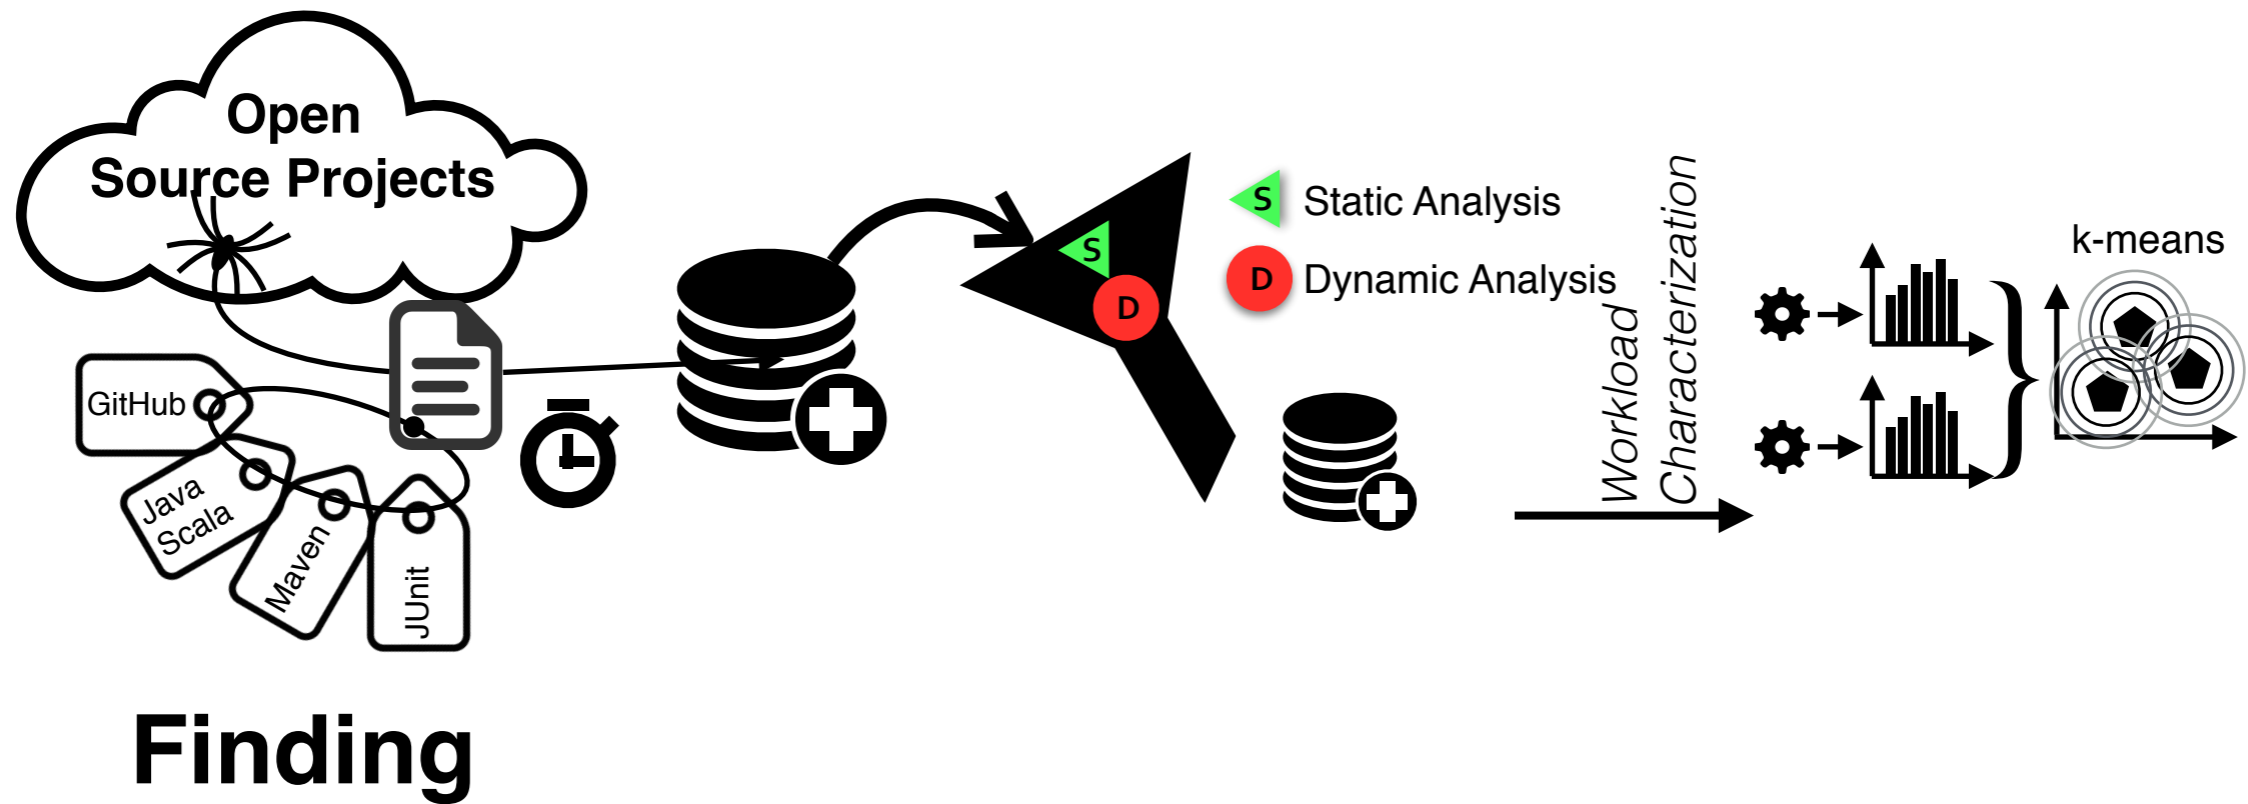 Open
Source Projects
GitHub
Java
Scala
Maven
JUnit
S
D
S Static Analysis
D Dynamic Analysis
Workload
Characterization
k-means
Finding